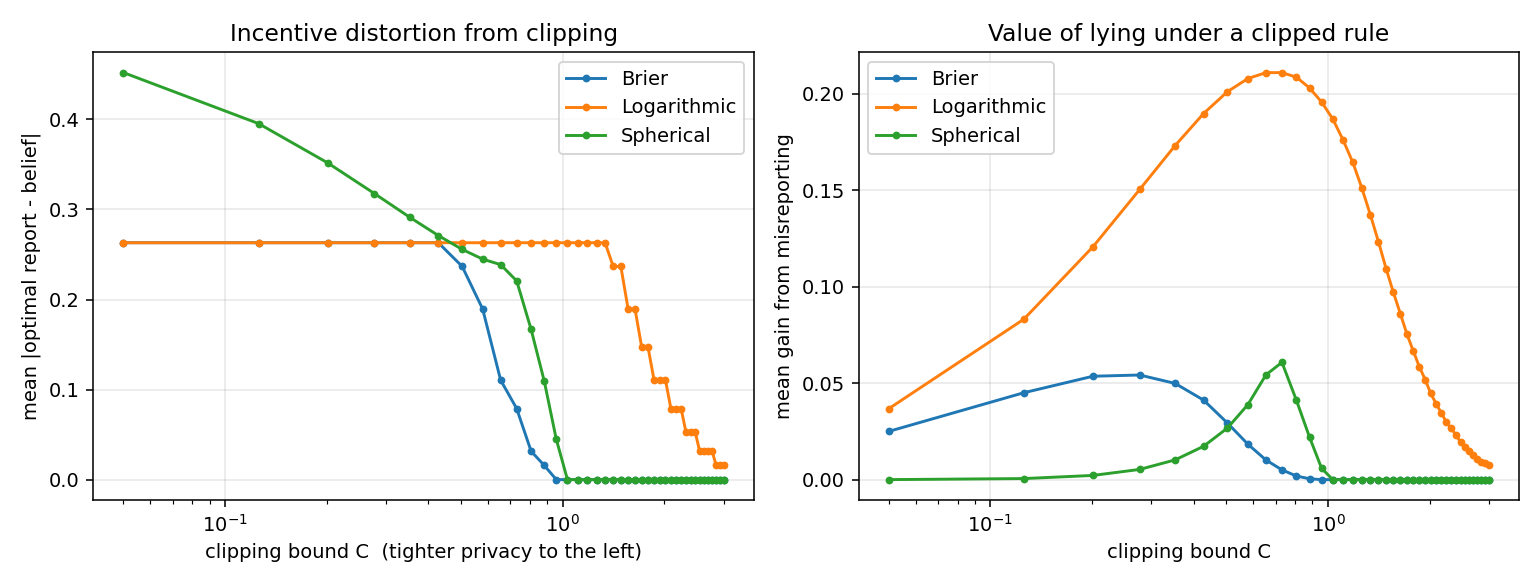 Incentive distortion from clipping
mean |optimal report - belief|
0.4
0.3
0.2
0.1
0.0
Brier
Logarithmic
Spherical
10⁻¹
10⁰
clipping bound C  (tighter privacy to the left)
Value of lying under a clipped rule
mean gain from misreporting
0.20
0.15
0.10
0.05
0.00
Brier
Logarithmic
Spherical
10⁻¹
10⁰
clipping bound C